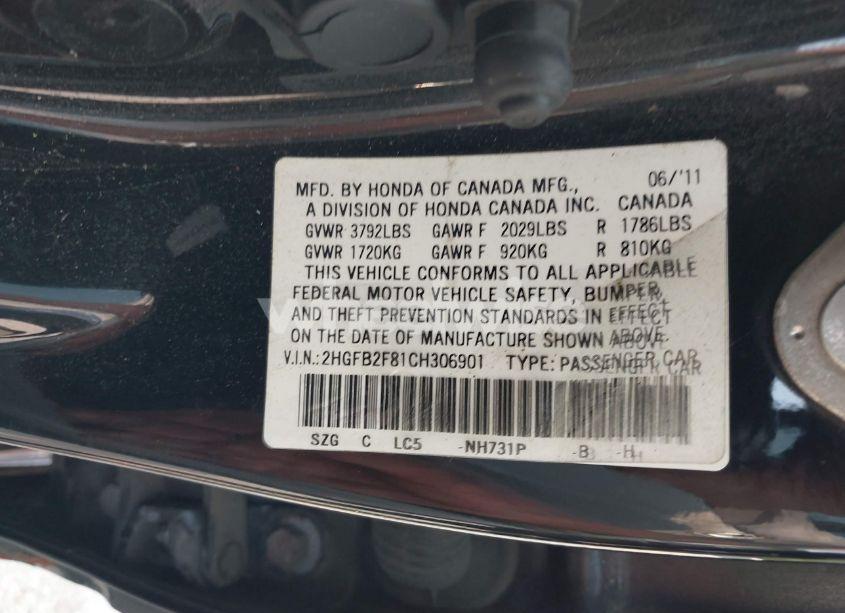 MFD. BY HONDA OF CANADA MFG., 06/'11
A DIVISION OF HONDA CANADA INC. CANADA
GVWR 3792LBS GAWR F 2029LBS R 1786LBS
GVWR 1720KG GAWR F 920KG R 810KG
THIS VEHICLE CONFORMS TO ALL APPLICABLE
FEDERAL MOTOR VEHICLE SAFETY, BUMPER,
AND THEFT PREVENTION STANDARDS IN EFFECT
ON THE DATE OF MANUFACTURE SHOWN ABOVE.
V.I.N.:2HGFB2F81CH306901 TYPE:PASSENGER CAR
SZG C LC5 -NH731P -B -H